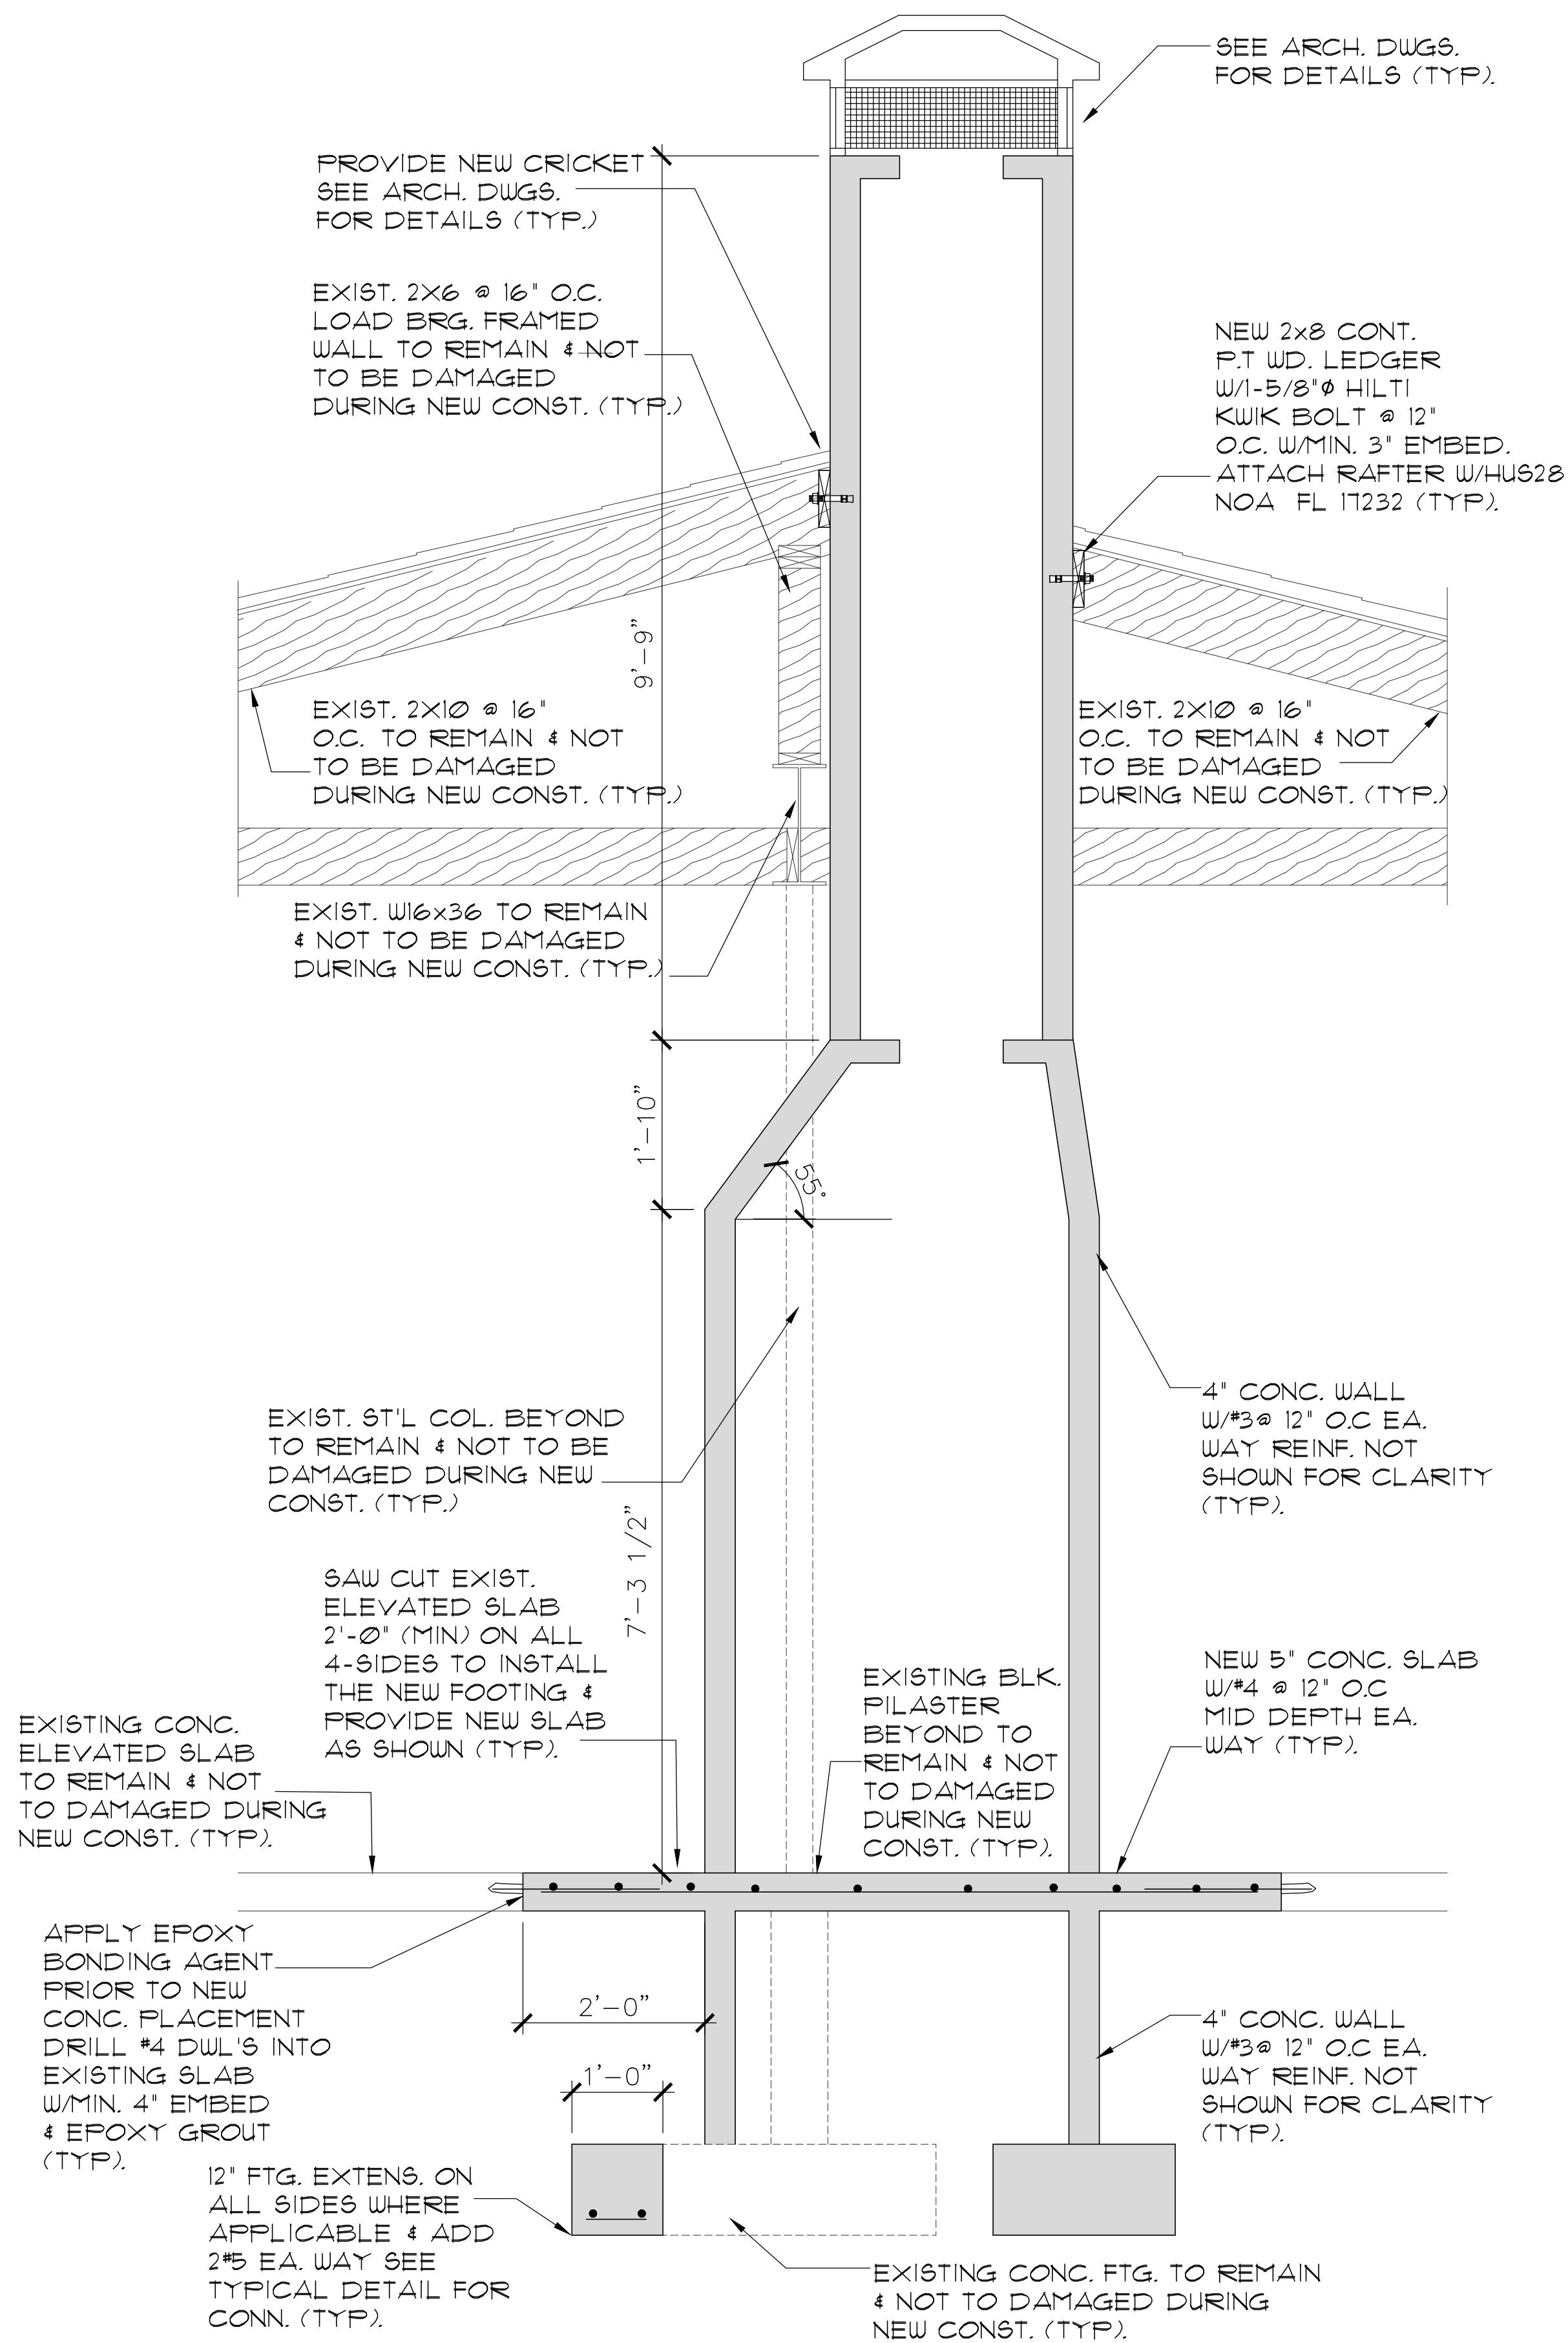 SEE ARCH. DWGS.
FOR DETAILS (TYP).
PROVIDE NEW CRICKET
SEE ARCH. DWGS.
FOR DETAILS (TYP.)
EXIST. 2X6 @ 16" O.C.
LOAD BRG. FRAMED
WALL TO REMAIN & NOT
TO BE DAMAGED
DURING NEW CONST. (TYP.)
NEW 2x8 CONT.
P.T WD. LEDGER
W/1-5/8"Ø HILTI
KWIK BOLT @ 12"
O.C. W/MIN. 3" EMBED.
ATTACH RAFTER W/HUS28
NOA FL 17232 (TYP).
9'-9"
EXIST. 2X10 @ 16"
O.C. TO REMAIN & NOT
TO BE DAMAGED
DURING NEW CONST. (TYP.)
EXIST. 2X10 @ 16"
O.C. TO REMAIN & NOT
TO BE DAMAGED
DURING NEW CONST. (TYP.)
EXIST. W16x36 TO REMAIN
& NOT TO BE DAMAGED
DURING NEW CONST. (TYP.)
1'-10"
55°
4" CONC. WALL
W/#3@ 12" O.C EA.
WAY REINF. NOT
SHOWN FOR CLARITY
(TYP).
EXIST. ST'L COL. BEYOND
TO REMAIN & NOT TO BE
DAMAGED DURING NEW
CONST. (TYP.)
7'-3 1/2"
SAW CUT EXIST.
ELEVATED SLAB
2'-0" (MIN) ON ALL
4-SIDES TO INSTALL
THE NEW FOOTING &
PROVIDE NEW SLAB
AS SHOWN (TYP).
EXISTING BLK.
PILASTER
BEYOND TO
REMAIN & NOT
TO DAMAGED
DURING NEW
CONST. (TYP).
NEW 5" CONC. SLAB
W/#4 @ 12" O.C
MID DEPTH EA.
WAY (TYP).
EXISTING CONC.
ELEVATED SLAB
TO REMAIN & NOT
TO DAMAGED DURING
NEW CONST. (TYP).
APPLY EPOXY
BONDING AGENT
PRIOR TO NEW
CONC. PLACEMENT
DRILL #4 DWL'S INTO
EXISTING SLAB
W/MIN. 4" EMBED
& EPOXY GROUT
(TYP).
2'-0"
1'-0"
4" CONC. WALL
W/#3@ 12" O.C EA.
WAY REINF. NOT
SHOWN FOR CLARITY
(TYP).
12" FTG. EXTENS. ON
ALL SIDES WHERE
APPLICABLE & ADD
2#5 EA. WAY SEE
TYPICAL DETAIL FOR
CONN. (TYP).
EXISTING CONC. FTG. TO REMAIN
& NOT TO DAMAGED DURING
NEW CONST. (TYP).